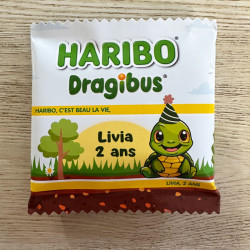 HARIBO
Dragibus®
HARIBO, C'EST BEAU LA VIE,
Livia
2 ans
LIVIA, 2 ANS